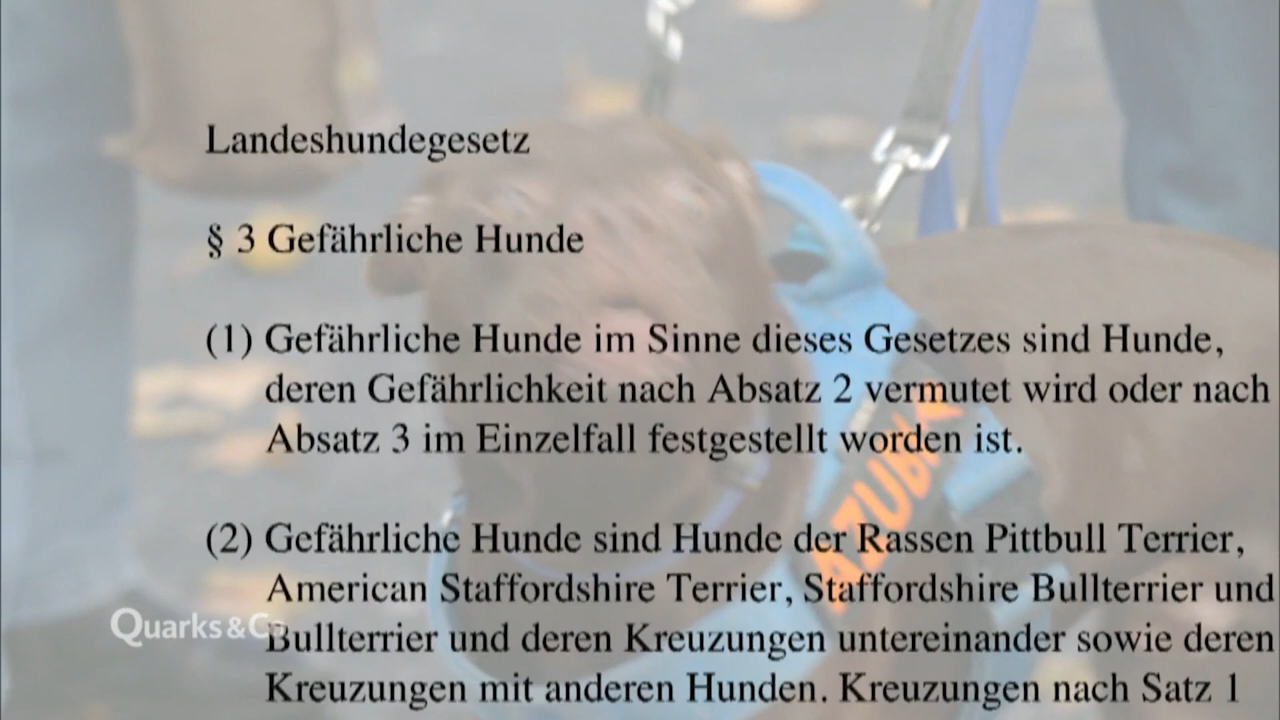 Landeshundegesetz
§ 3 Gefährliche Hunde
(1) Gefährliche Hunde im Sinne dieses Gesetzes sind Hunde,
deren Gefährlichkeit nach Absatz 2 vermutet wird oder nach
Absatz 3 im Einzelfall festgestellt worden ist.
(2) Gefährliche Hunde sind Hunde der Rassen Pittbull Terrier,
American Staffordshire Terrier, Staffordshire Bullterrier und
Bullterrier und deren Kreuzungen untereinander sowie deren
Kreuzungen mit anderen Hunden. Kreuzungen nach Satz 1
Quarks & Co
AZUBI